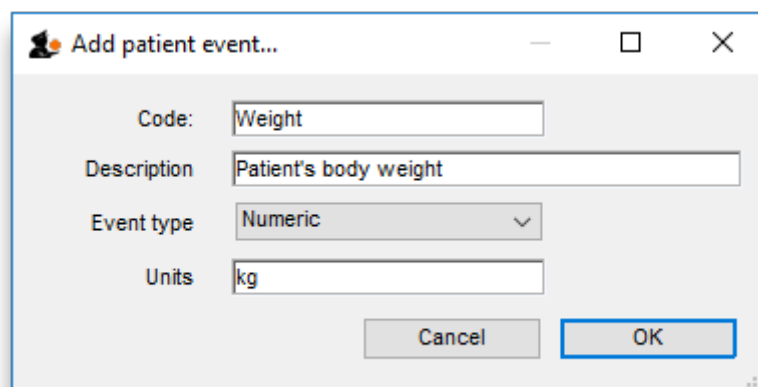 Add patient event...
Code: Weight
Description Patient's body weight
Event type Numeric
Units kg
Cancel OK